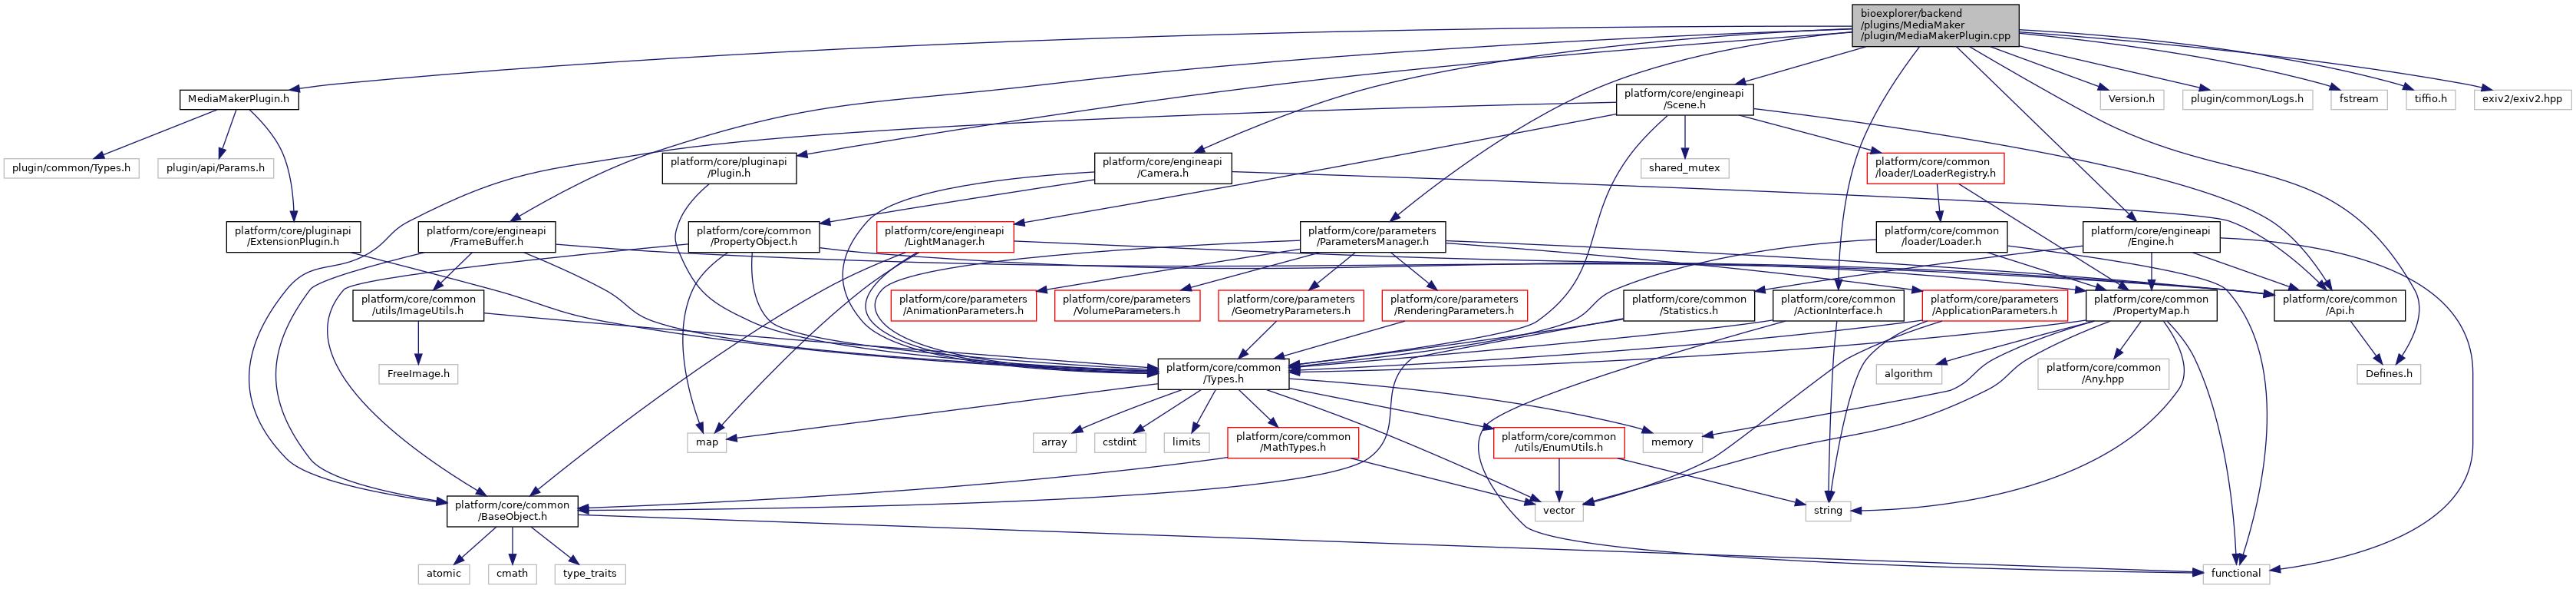 bioexplorer/backend
/plugins/MediaMaker
/plugin/MediaMakerPlugin.cpp
MediaMakerPlugin.h
platform/core/engineapi
/Scene.h
Version.h
plugin/common/Logs.h
fstream
tiffio.h
exiv2/exiv2.hpp
plugin/common/Types.h
plugin/api/Params.h
platform/core/pluginapi
/Plugin.h
platform/core/engineapi
/Camera.h
shared_mutex
platform/core/common
/loader/LoaderRegistry.h
platform/core/pluginapi
/ExtensionPlugin.h
platform/core/engineapi
/FrameBuffer.h
platform/core/common
/PropertyObject.h
platform/core/engineapi
/LightManager.h
platform/core/parameters
/ParametersManager.h
platform/core/common
/loader/Loader.h
platform/core/engineapi
/Engine.h
platform/core/common
/utils/ImageUtils.h
platform/core/parameters
/AnimationParameters.h
platform/core/parameters
/VolumeParameters.h
platform/core/parameters
/GeometryParameters.h
platform/core/parameters
/RenderingParameters.h
platform/core/common
/Statistics.h
platform/core/common
/ActionInterface.h
platform/core/parameters
/ApplicationParameters.h
platform/core/common
/PropertyMap.h
platform/core/common
/Api.h
FreeImage.h
platform/core/common
/Types.h
algorithm
platform/core/common
/Any.hpp
Defines.h
map
array
cstdint
limits
platform/core/common
/MathTypes.h
platform/core/common
/utils/EnumUtils.h
memory
platform/core/common
/BaseObject.h
vector
string
atomic
cmath
type_traits
functional